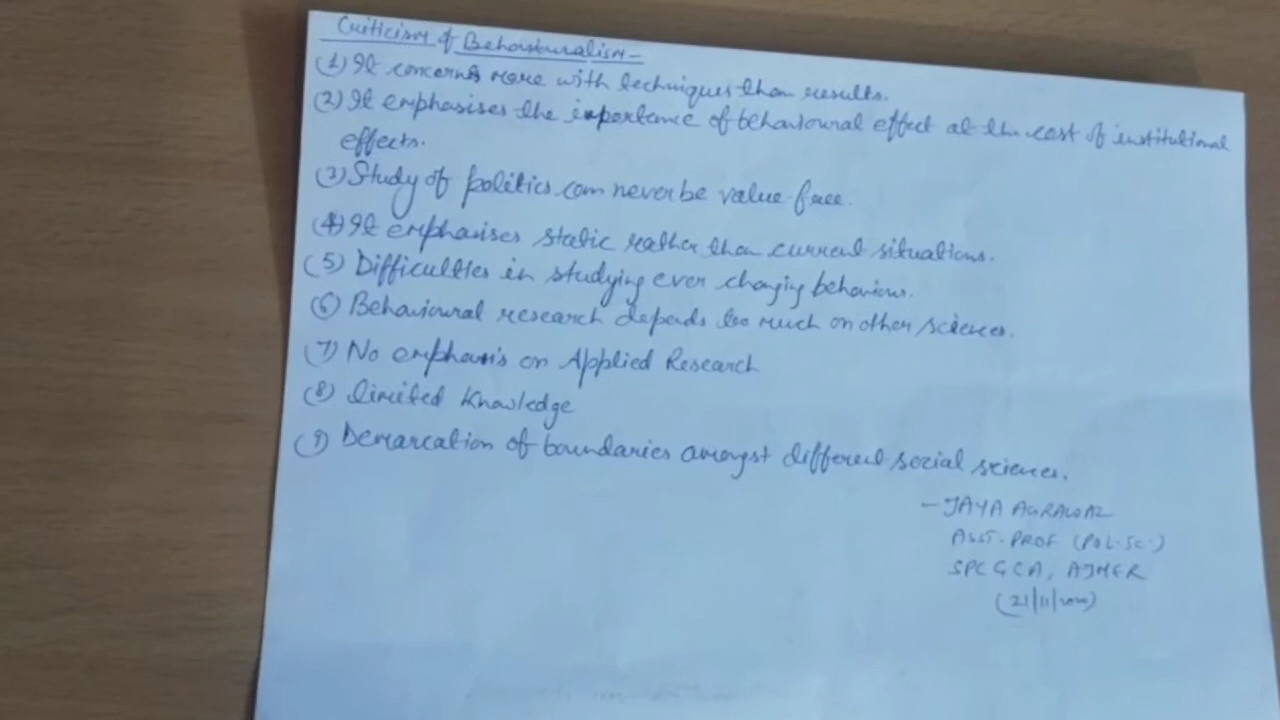 Criticism of Behaviouralism-
(1) It concerns more with techniques than results.
(2) It emphasises the importance of behavioural effect at the cost of institutional
effects.
(3) Study of politics can never be value free.
(4) It emphasises static rather than current situations.
(5) Difficulties in studying ever changing behaviour.
(6) Behavioural research depends too much on other sciences.
(7) No emphasis on Applied Research
(8) limited Knowledge
(9) Demarcation of boundaries amongst different social sciences.
- JAYA AGRAWAL
Asst. PROF (POL.SC.)
SPCGCA, AJMER
(21/11/2020)